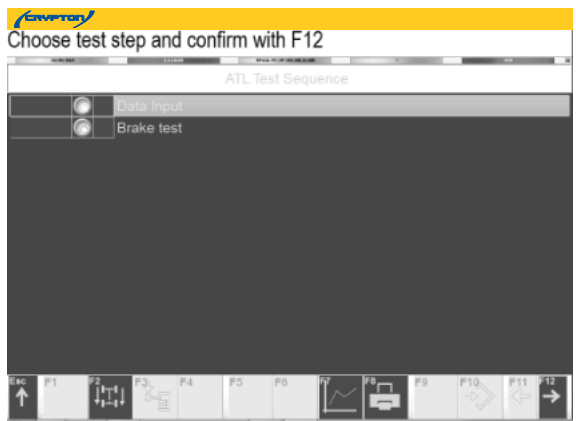 CRYPTON
Choose test step and confirm with F12
ATL Test Sequence
Data Input
Brake test
Esc F1 F2 F3 F4 F5 F6 F7 F8 F9 F10 F11 F12